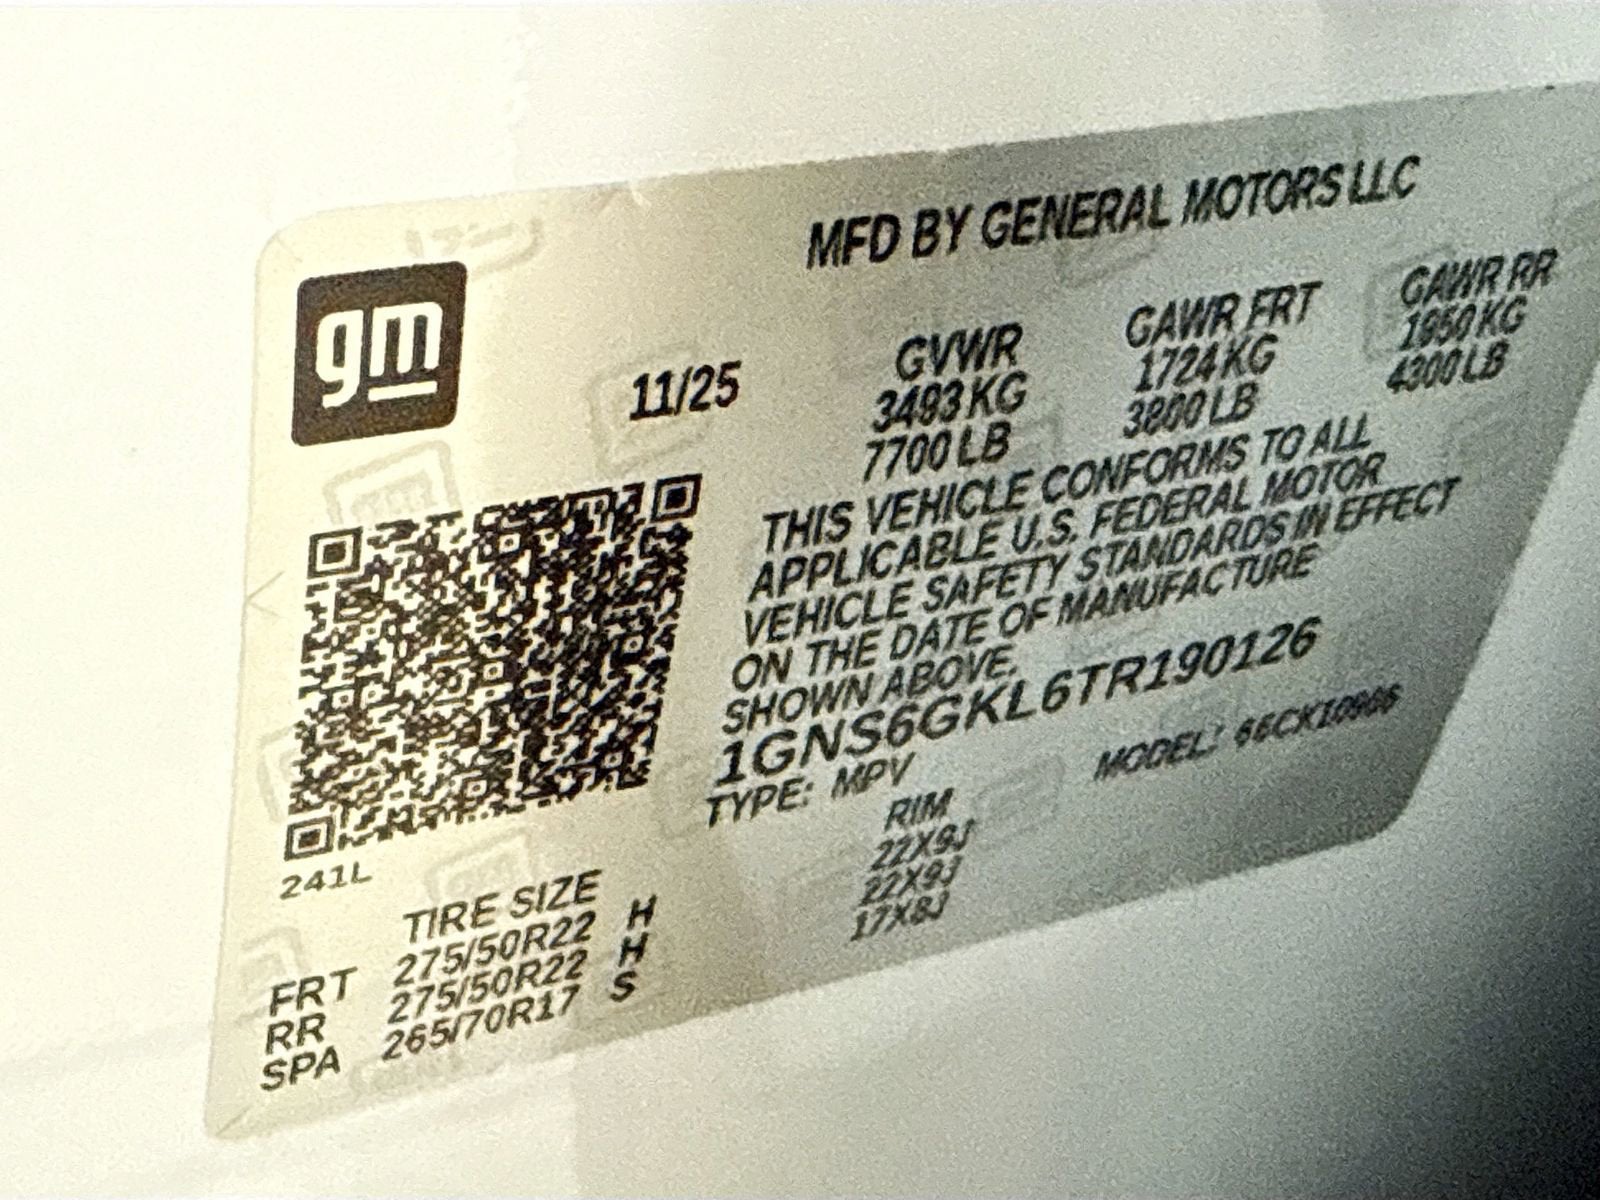 MFD BY GENERAL MOTORS LLC
gm
11/25
GVWR GAWR FRT GAWR RR
3493 KG 1724 KG 1950 KG
7700 LB 3800 LB 4300 LB
THIS VEHICLE CONFORMS TO ALL
APPLICABLE U.S. FEDERAL MOTOR
VEHICLE SAFETY STANDARDS IN EFFECT
ON THE DATE OF MANUFACTURE
SHOWN ABOVE.
1GNS6GKL6TR190126
TYPE: MPV MODEL:
241L
TIRE SIZE RIM
FRT 275/50R22 H 22X9J
RR 275/50R22 H 22X9J
SPA 265/70R17 S 17X8J